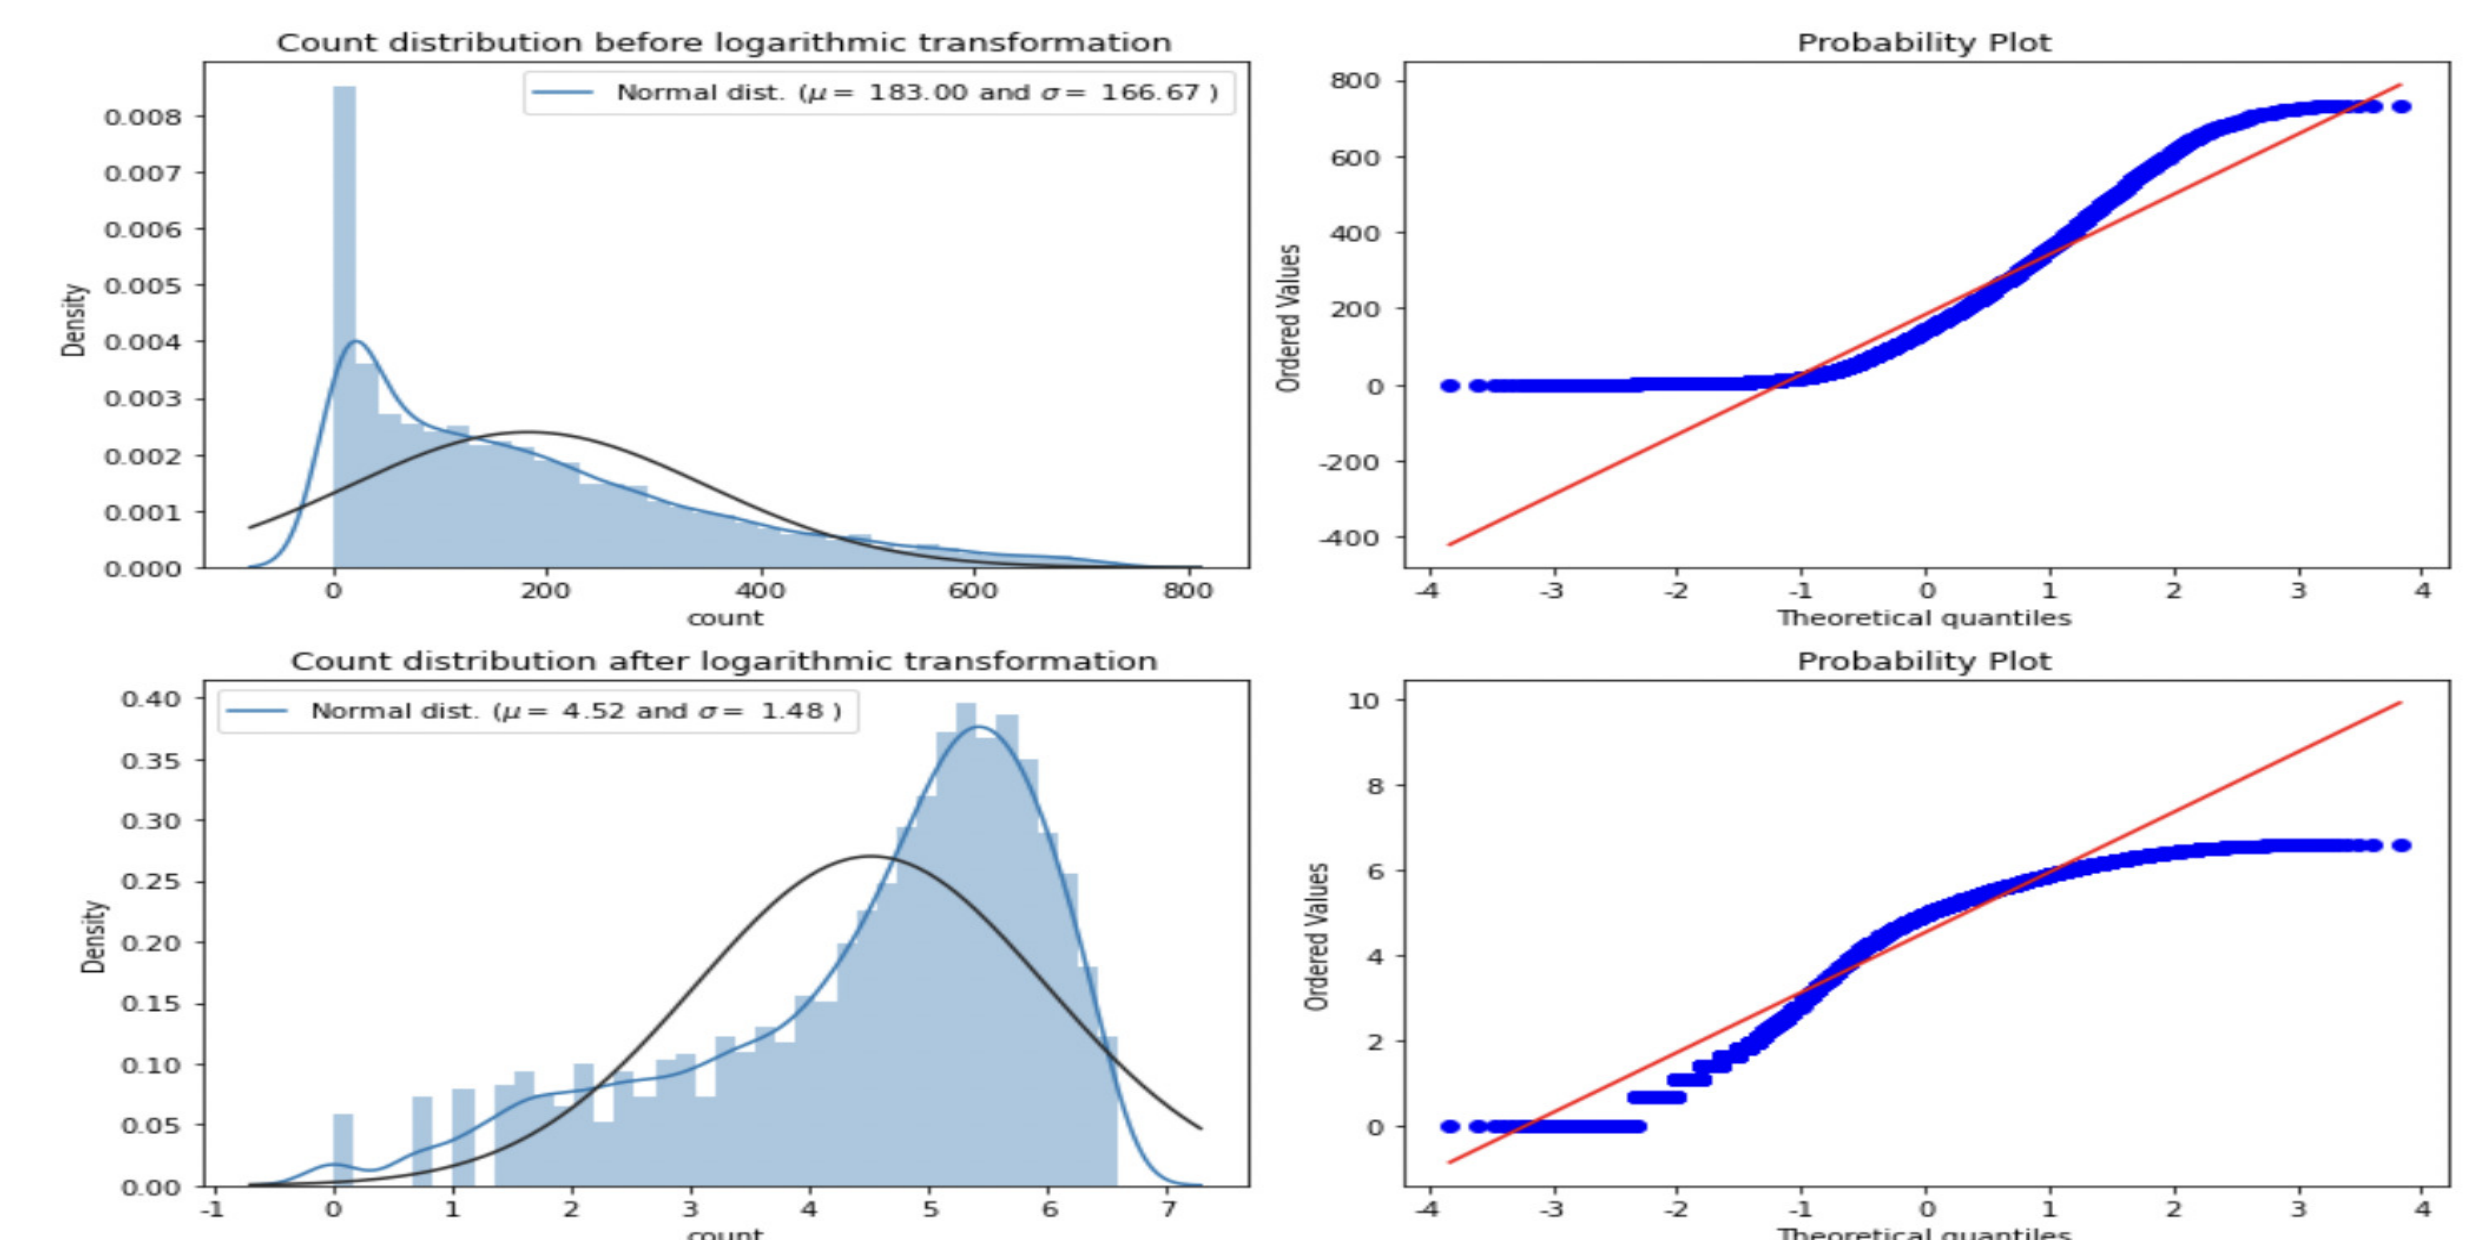 Count distribution before logarithmic transformation
Normal dist. (μ = 183.00 and σ = 166.67 )
0.008
0.007
0.006
0.005
0.004
0.003
0.002
0.001
0.000
Density
0 200 400 600 800
count
Probability Plot
800
600
400
200
0
-200
-400
Ordered Values
-4 -3 -2 -1 0 1 2 3 4
Theoretical quantiles
Count distribution after logarithmic transformation
Normal dist. (μ = 4.52 and σ = 1.48 )
0.40
0.35
0.30
0.25
0.20
0.15
0.10
0.05
0.00
Density
-1 0 1 2 3 4 5 6 7
count
Probability Plot
10
8
6
4
2
0
Ordered Values
-4 -3 -2 -1 0 1 2 3 4
Theoretical quantiles